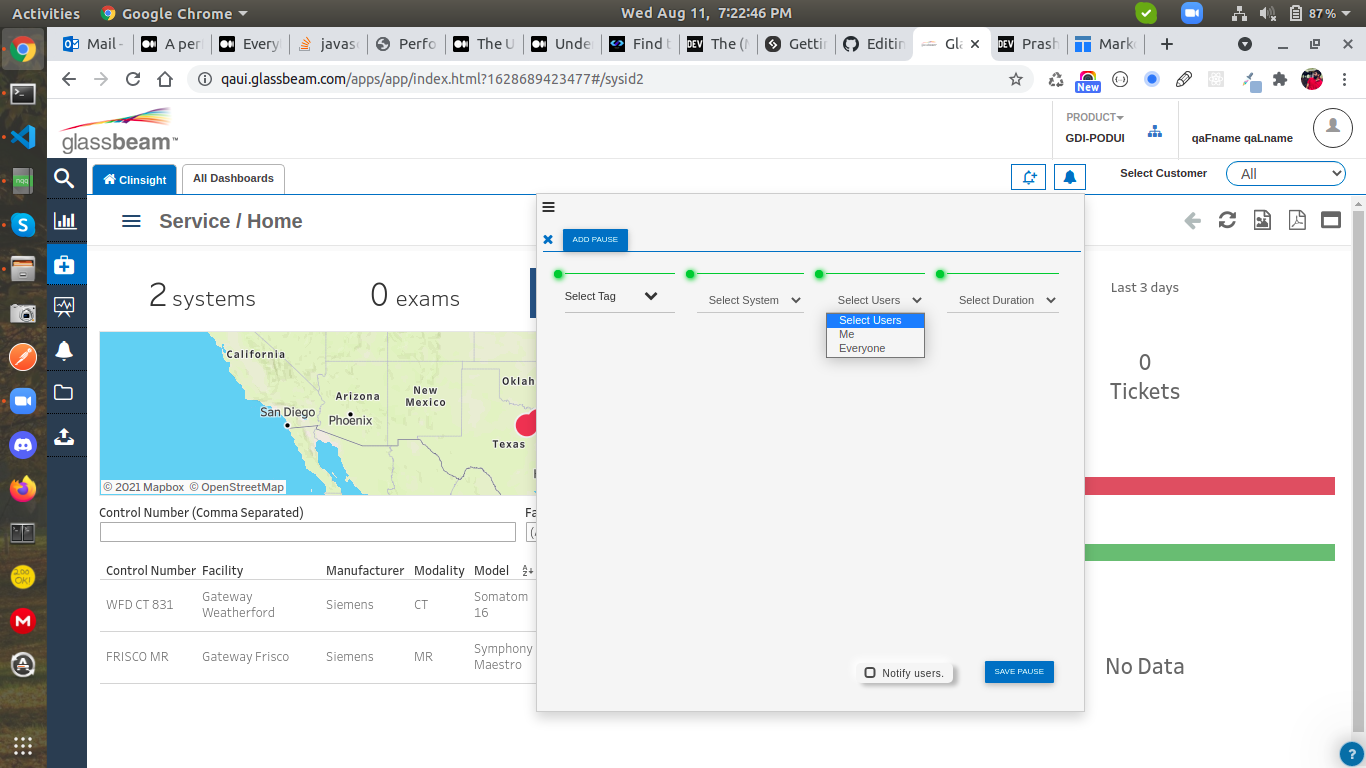 Activities
Google Chrome
Wed Aug 11, 7:22:46 PM
87%
Mail -
A per
Every
javas
Perfo
The U
Unde
Find t
The (M
Gettir
Editin
Gla
Prash
Marke
qaui.glassbeam.com/apps/app/index.html?1628689423477#/sysid2
New
glassbeam™
PRODUCT
GDI-PODUI
qaFname qaLname
Clinsight
All Dashboards
Select Customer
All
Service / Home
ADD PAUSE
2 systems
0 exams
Select Tag
Select System
Select Users
Select Duration
Select Users
Me
Everyone
Last 3 days
0
Tickets
California
Arizona
New
Mexico
Oklah
San Diego
Phoenix
Texas
© 2021 Mapbox © OpenStreetMap
Control Number (Comma Separated)
Fa
Control Number
Facility
Manufacturer
Modality
Model
WFD CT 831
Gateway
Weatherford
Siemens
CT
Somatom
16
FRISCO MR
Gateway Frisco
Siemens
MR
Symphony
Maestro
Notify users.
SAVE PAUSE
No Data
?